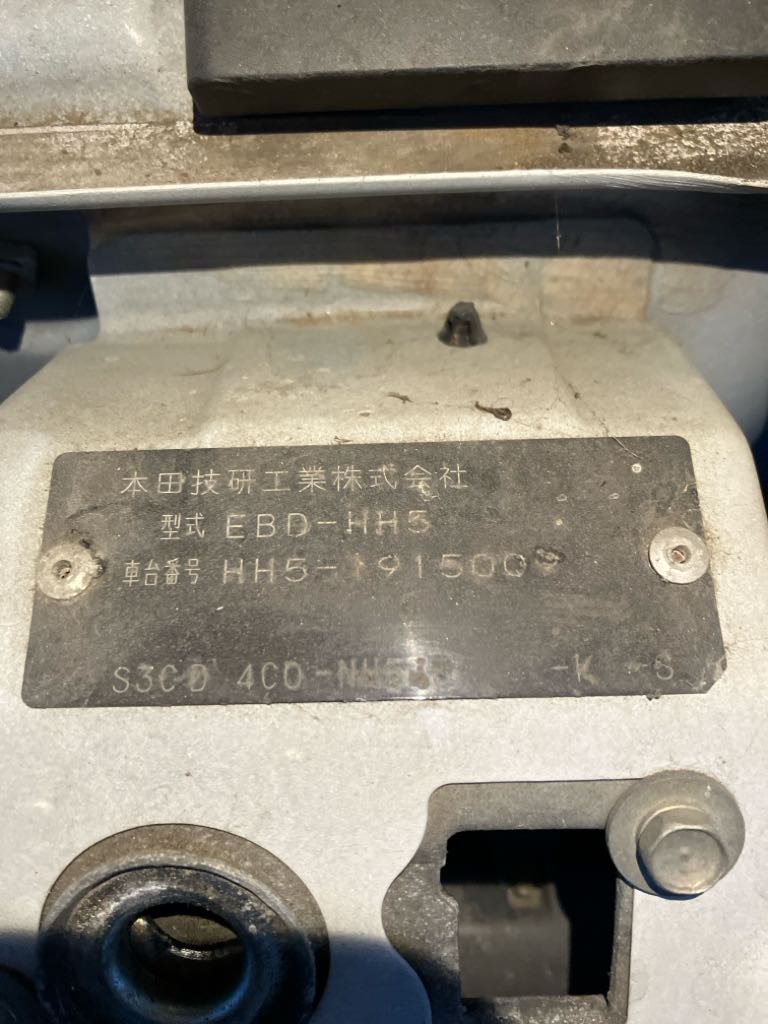 本田技研工業株式会社
型式 EBD-HH5
車台番号 HH5-191500
S3CD 4CD - -K -S